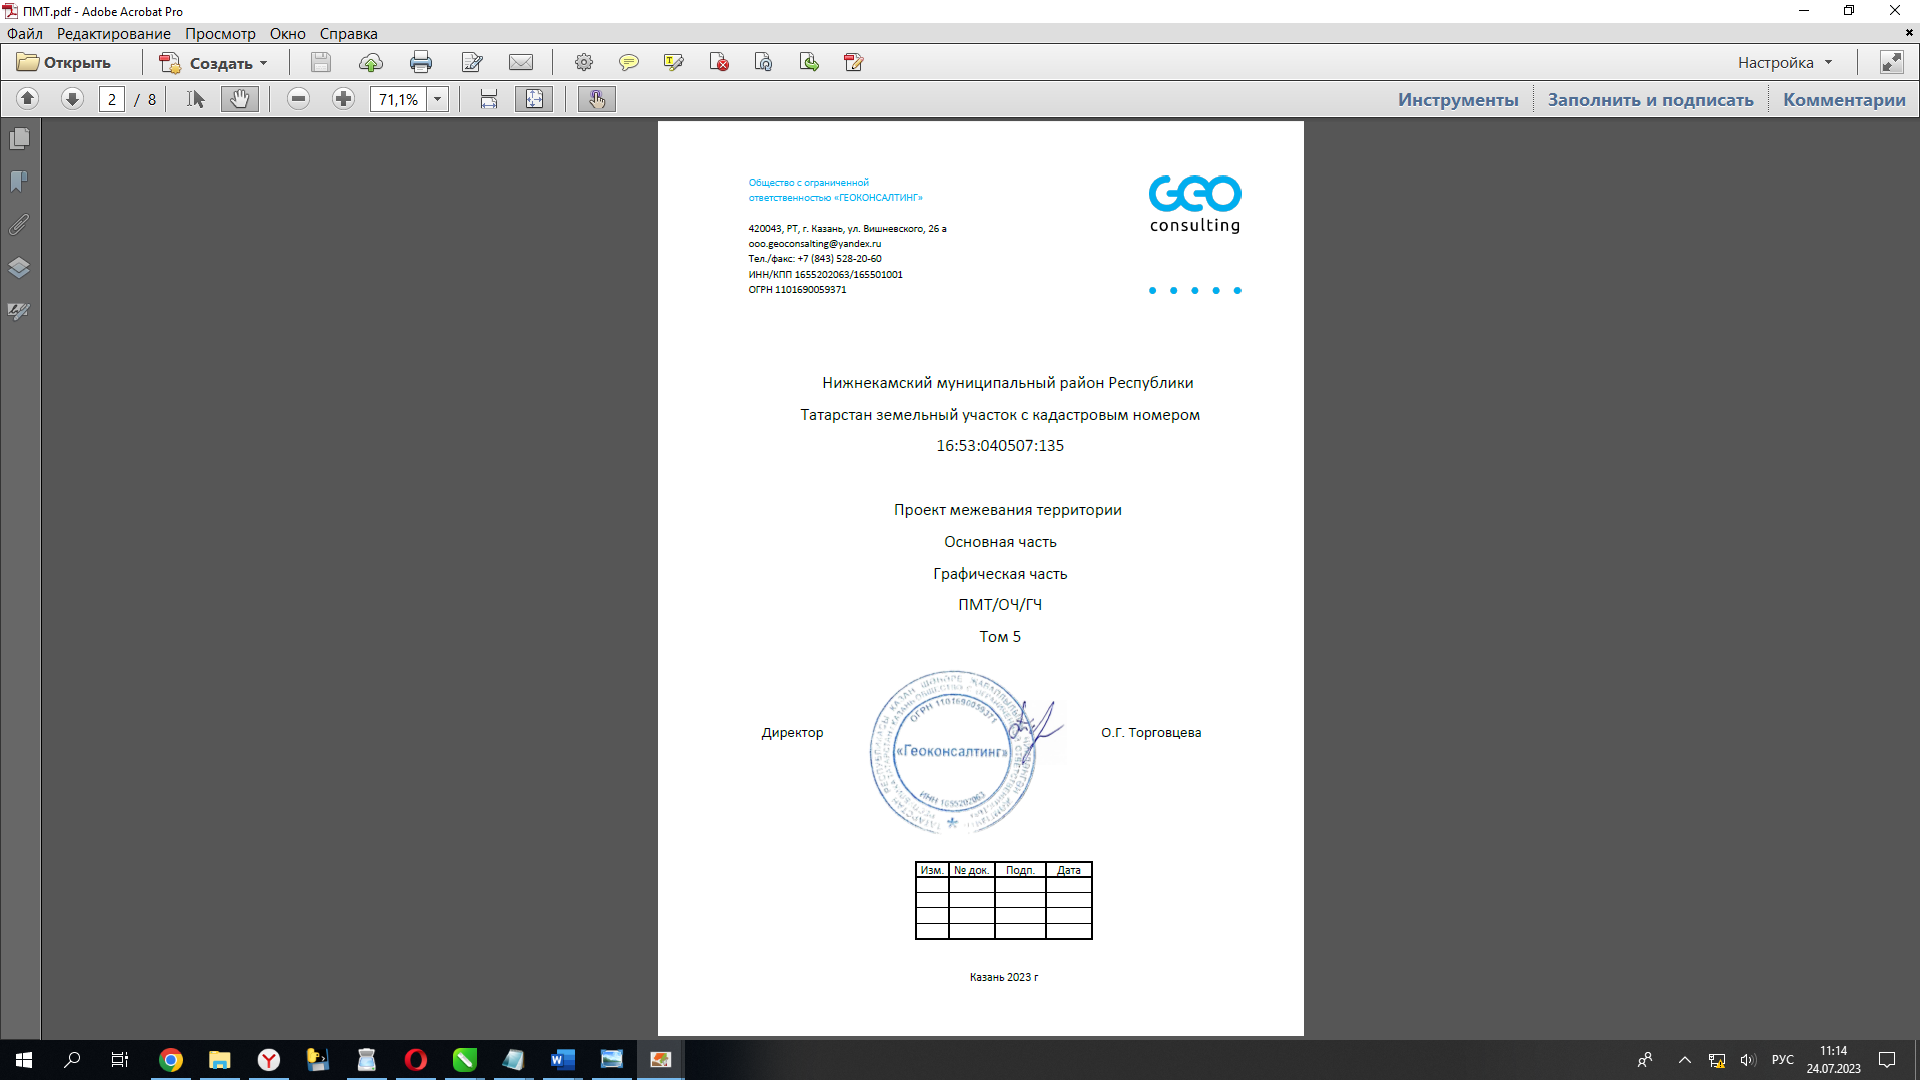 ПМТ.pdf - Adobe Acrobat Pro
Файл Редактирование Просмотр Окно Справка
Открыть Создать Настройка
2 / 8 71,1% Инструменты Заполнить и подписать Комментарии
Общество с ограниченной
ответственностью «ГЕОКОНСАЛТИНГ»
GEO
consulting
420043, РТ, г. Казань, ул. Вишневского, 26 а
ooo.geoconsalting@yandex.ru
Тел./факс: +7 (843) 528-20-60
ИНН/КПП 1655202063/165501001
ОГРН 1101690059371
Нижнекамский муниципальный район Республики
Татарстан земельный участок с кадастровым номером
16:53:040507:135
Проект межевания территории
Основная часть
Графическая часть
ПМТ/ОЧ/ГЧ
Том 5
Директор
ОГРН 1101690059371
«Геоконсалтинг»
ИНН 1655202063
О.Г. Торговцева
Изм. № док. Подп. Дата
Казань 2023 г
РУС
11:14
24.07.2023